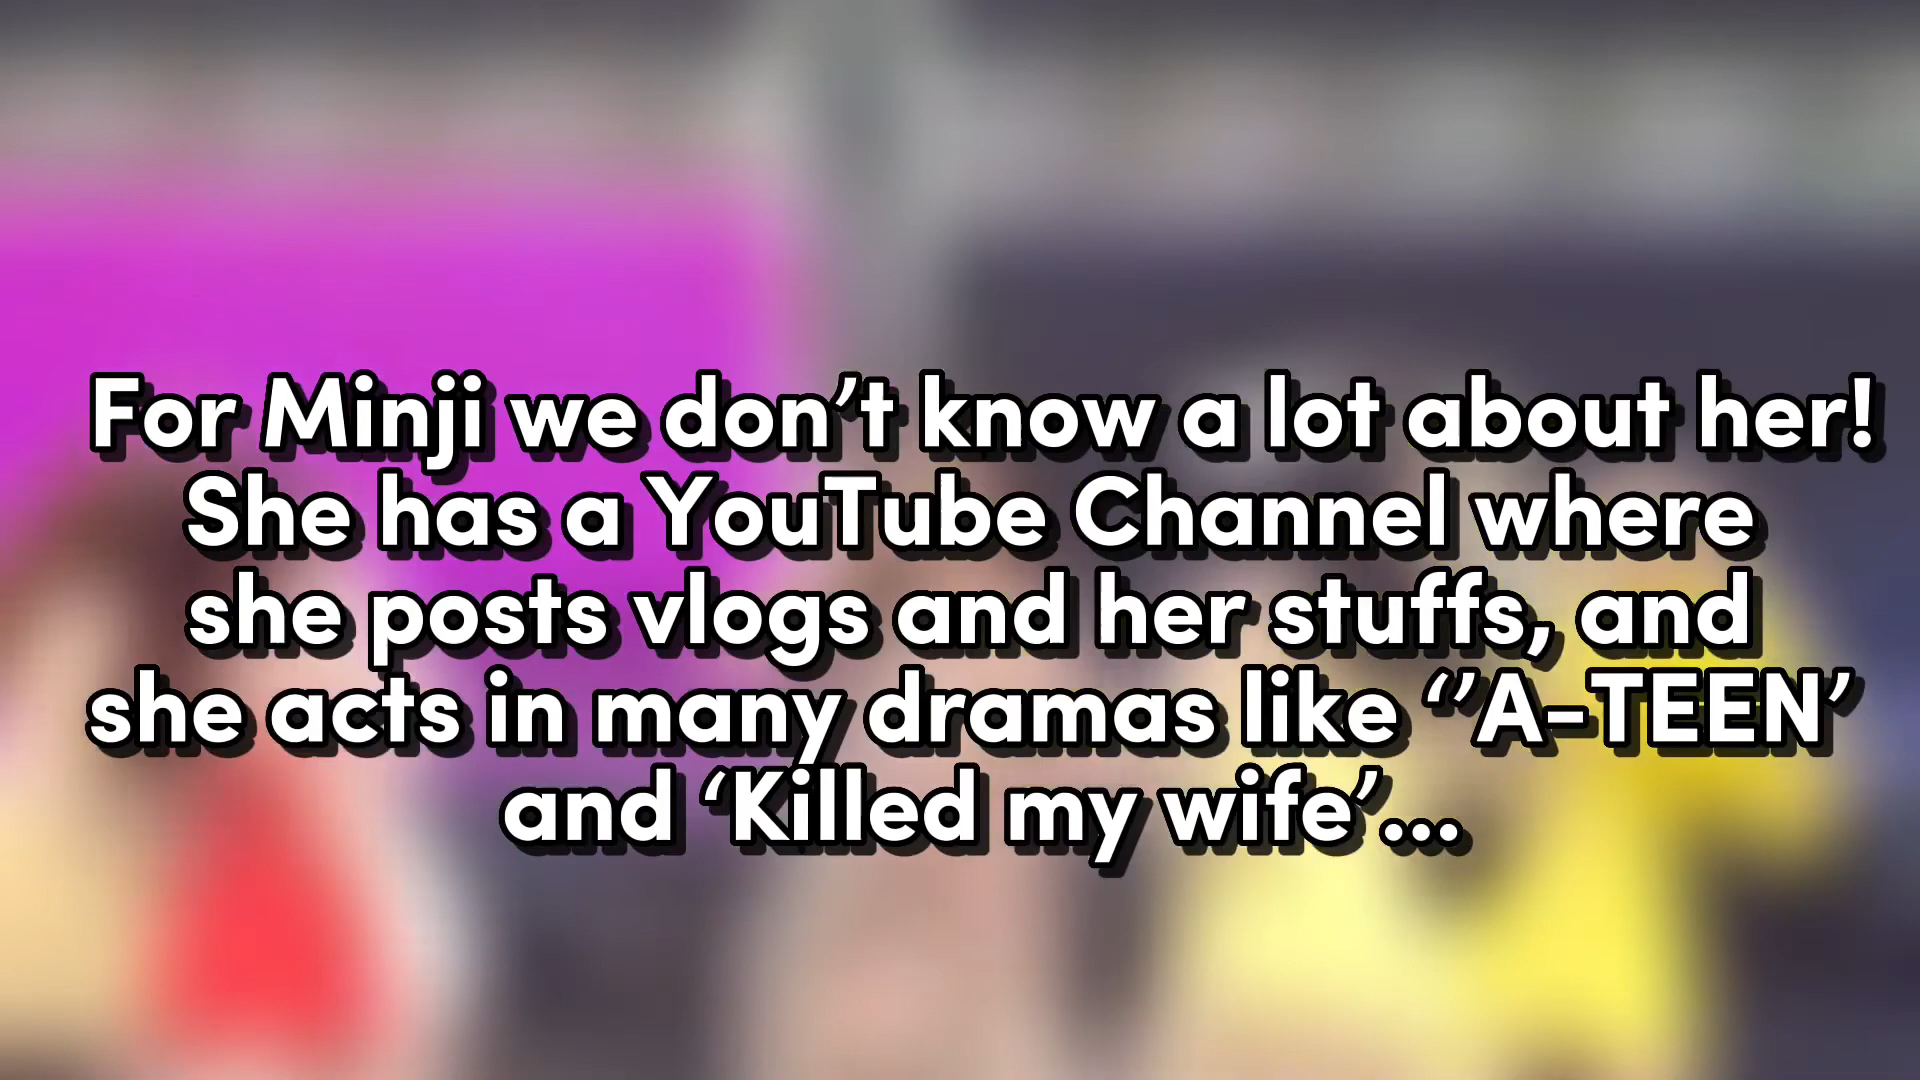 For Minji we don’t know a lot about her!
She has a YouTube Channel where
she posts vlogs and her stuffs, and
she acts in many dramas like ‘’A-TEEN’
and ‘Killed my wife’...